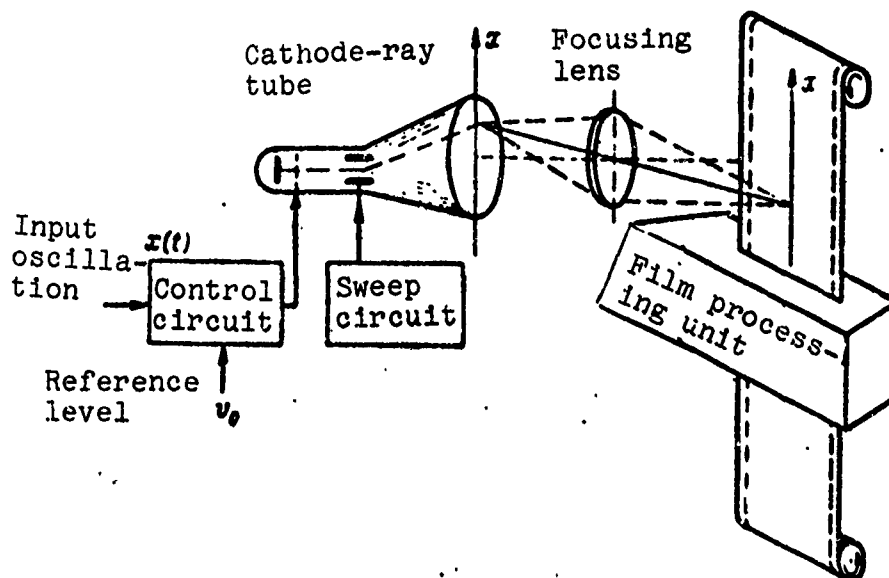 Cathode-ray
tube
x
Focusing
lens
x
Input
oscilla-
tion
x(t)
Control
circuit
Sweep
circuit
Reference
level
v₀
Film process-
ing unit